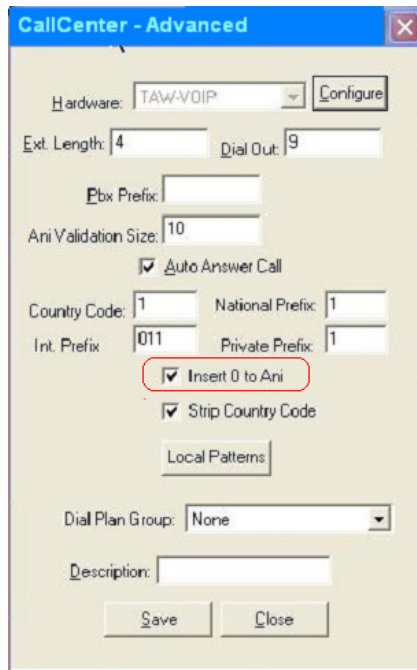 CallCenter - Advanced
Hardware: TAW-VOIP Configure
Ext. Length: 4 Dial Out: 9
Pbx Prefix:
Ani Validation Size: 10
Auto Answer Call
Country Code: 1 National Prefix: 1
Int. Prefix 011 Private Prefix: 1
Insert 0 to Ani
Strip Country Code
Local Patterns
Dial Plan Group: None
Description:
Save Close